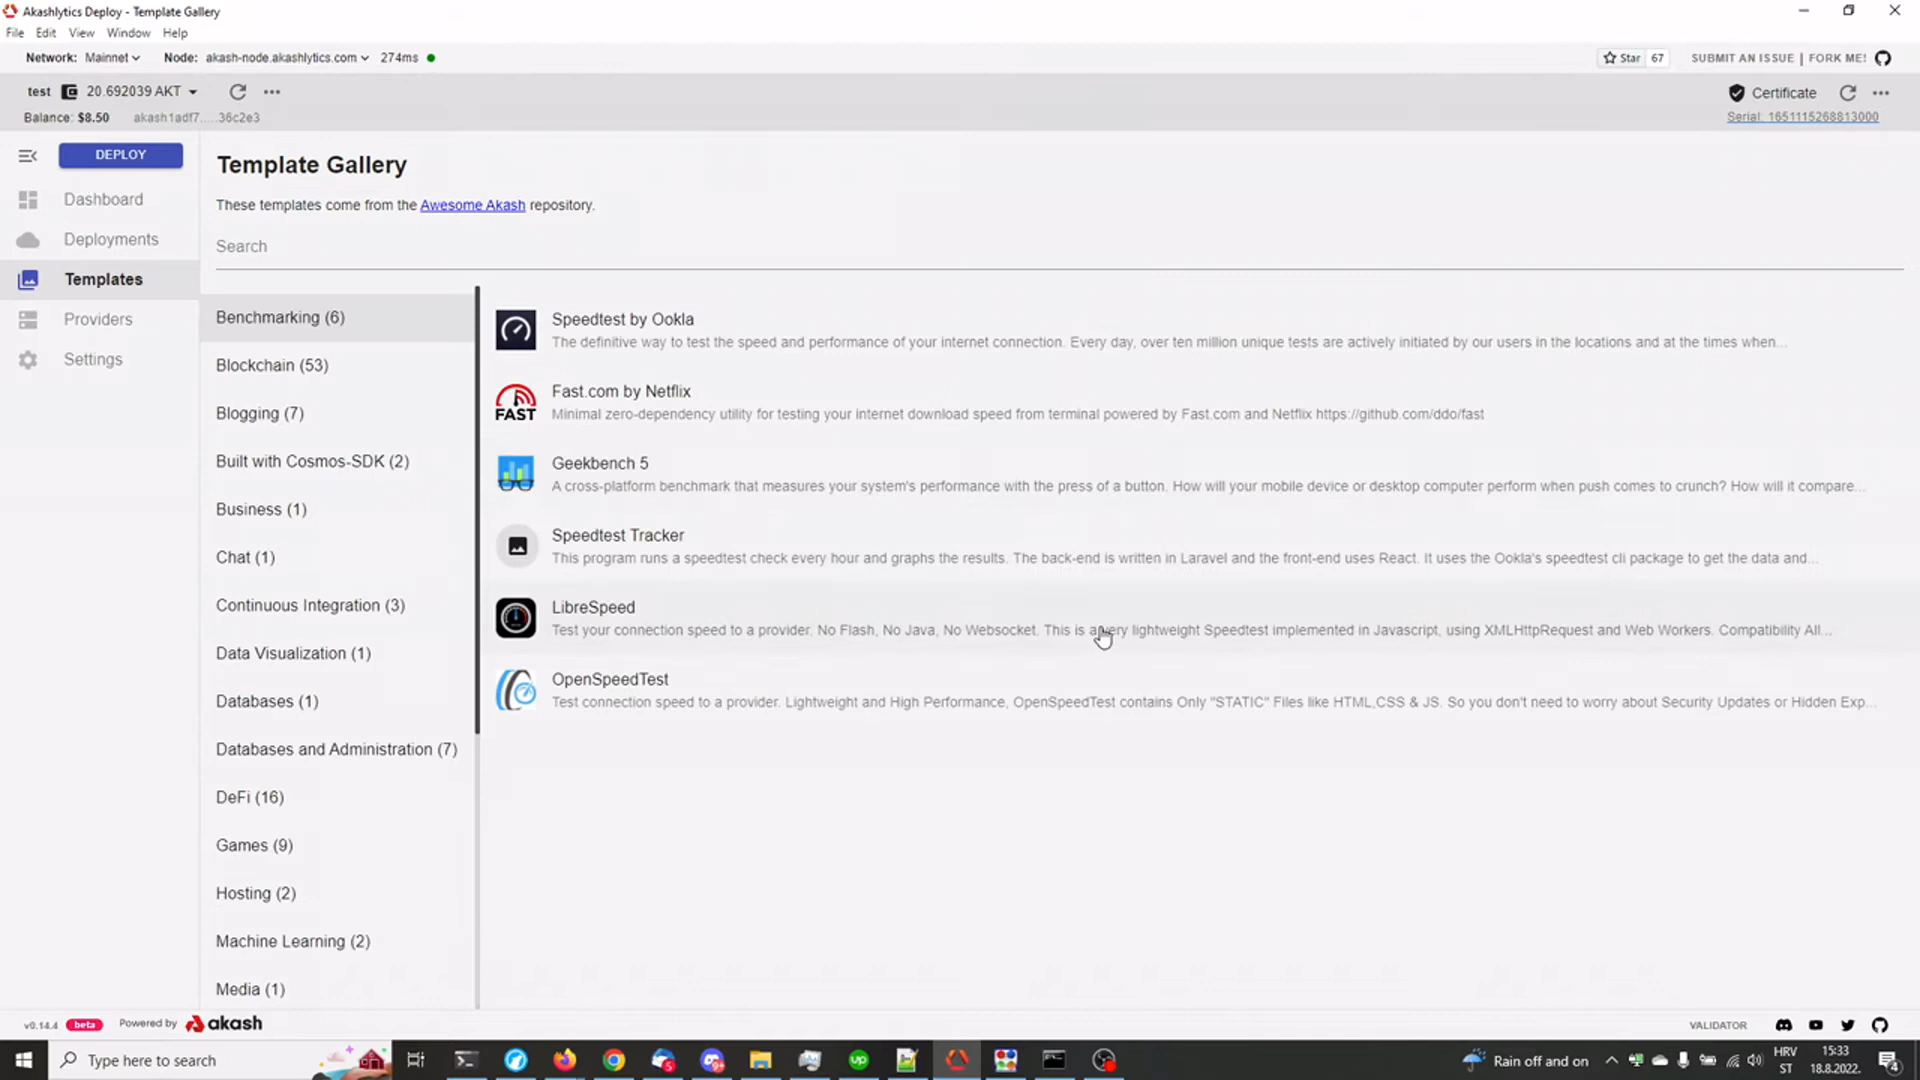 Akashlytics Deploy - Template Gallery
File Edit View Window Help
Network: Mainnet Node: akash-node.akashlytics.com 274ms
Star 67 SUBMIT AN ISSUE | FORK ME!
test 20.692039 AKT
Certificate
Balance: $8.50 akash1adf7.....36c2e3
Serial: 1651115268813000
DEPLOY
Dashboard
Deployments
Templates
Providers
Settings
Template Gallery
These templates come from the Awesome Akash repository.
Search
Benchmarking (6)
Blockchain (53)
Blogging (7)
Built with Cosmos-SDK (2)
Business (1)
Chat (1)
Continuous Integration (3)
Data Visualization (1)
Databases (1)
Databases and Administration (7)
DeFi (16)
Games (9)
Hosting (2)
Machine Learning (2)
Media (1)
Speedtest by Ookla
The definitive way to test the speed and performance of your internet connection. Every day, over ten million unique tests are actively initiated by our users in the locations and at the times when...
FAST
Fast.com by Netflix
Minimal zero-dependency utility for testing your internet download speed from terminal powered by Fast.com and Netflix https://github.com/ddo/fast
Geekbench 5
A cross-platform benchmark that measures your system's performance with the press of a button. How will your mobile device or desktop computer perform when push comes to crunch? How will it compare...
Speedtest Tracker
This program runs a speedtest check every hour and graphs the results. The back-end is written in Laravel and the front-end uses React. It uses the Ookla's speedtest cli package to get the data and...
LibreSpeed
Test your connection speed to a provider. No Flash, No Java, No Websocket. This is a very lightweight Speedtest implemented in Javascript, using XMLHttpRequest and Web Workers. Compatibility All...
OpenSpeedTest
Test connection speed to a provider. Lightweight and High Performance, OpenSpeedTest contains Only "STATIC" Files like HTML,CSS & JS. So you don't need to worry about Security Updates or Hidden Exp...
v0.14.4 beta Powered by akash
VALIDATOR
Type here to search
Rain off and on
HRV
ST
15:33
18.8.2022.
4